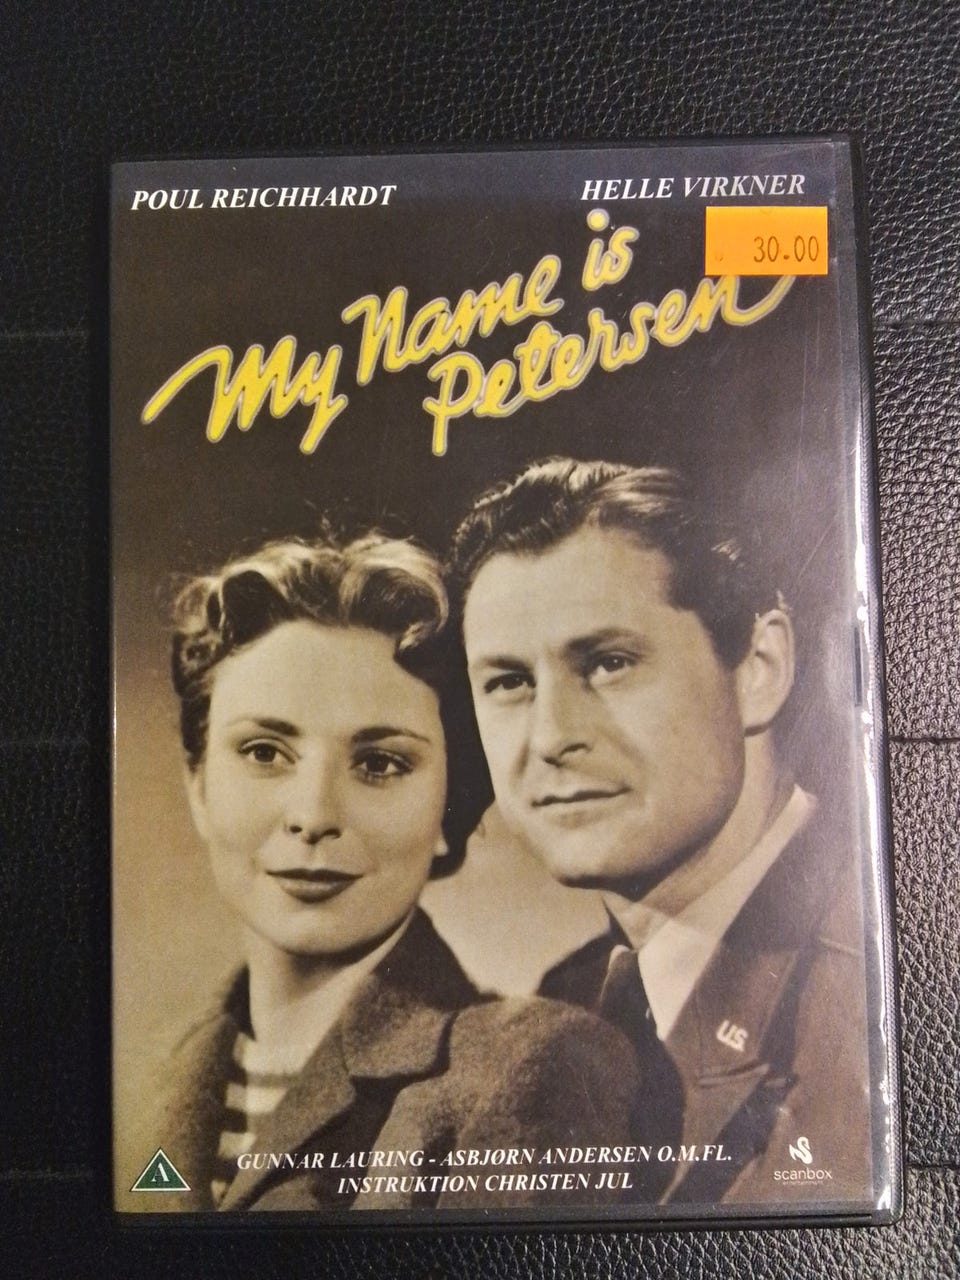 POUL REICHHARDT
HELLE VIRKNER
30.00
My Name is
Petersen
U.S.
A
GUNNAR LAURING - ASBJØRN ANDERSEN O.M.FL.
INSTRUKTION CHRISTEN JUL
scanbox
entertainment